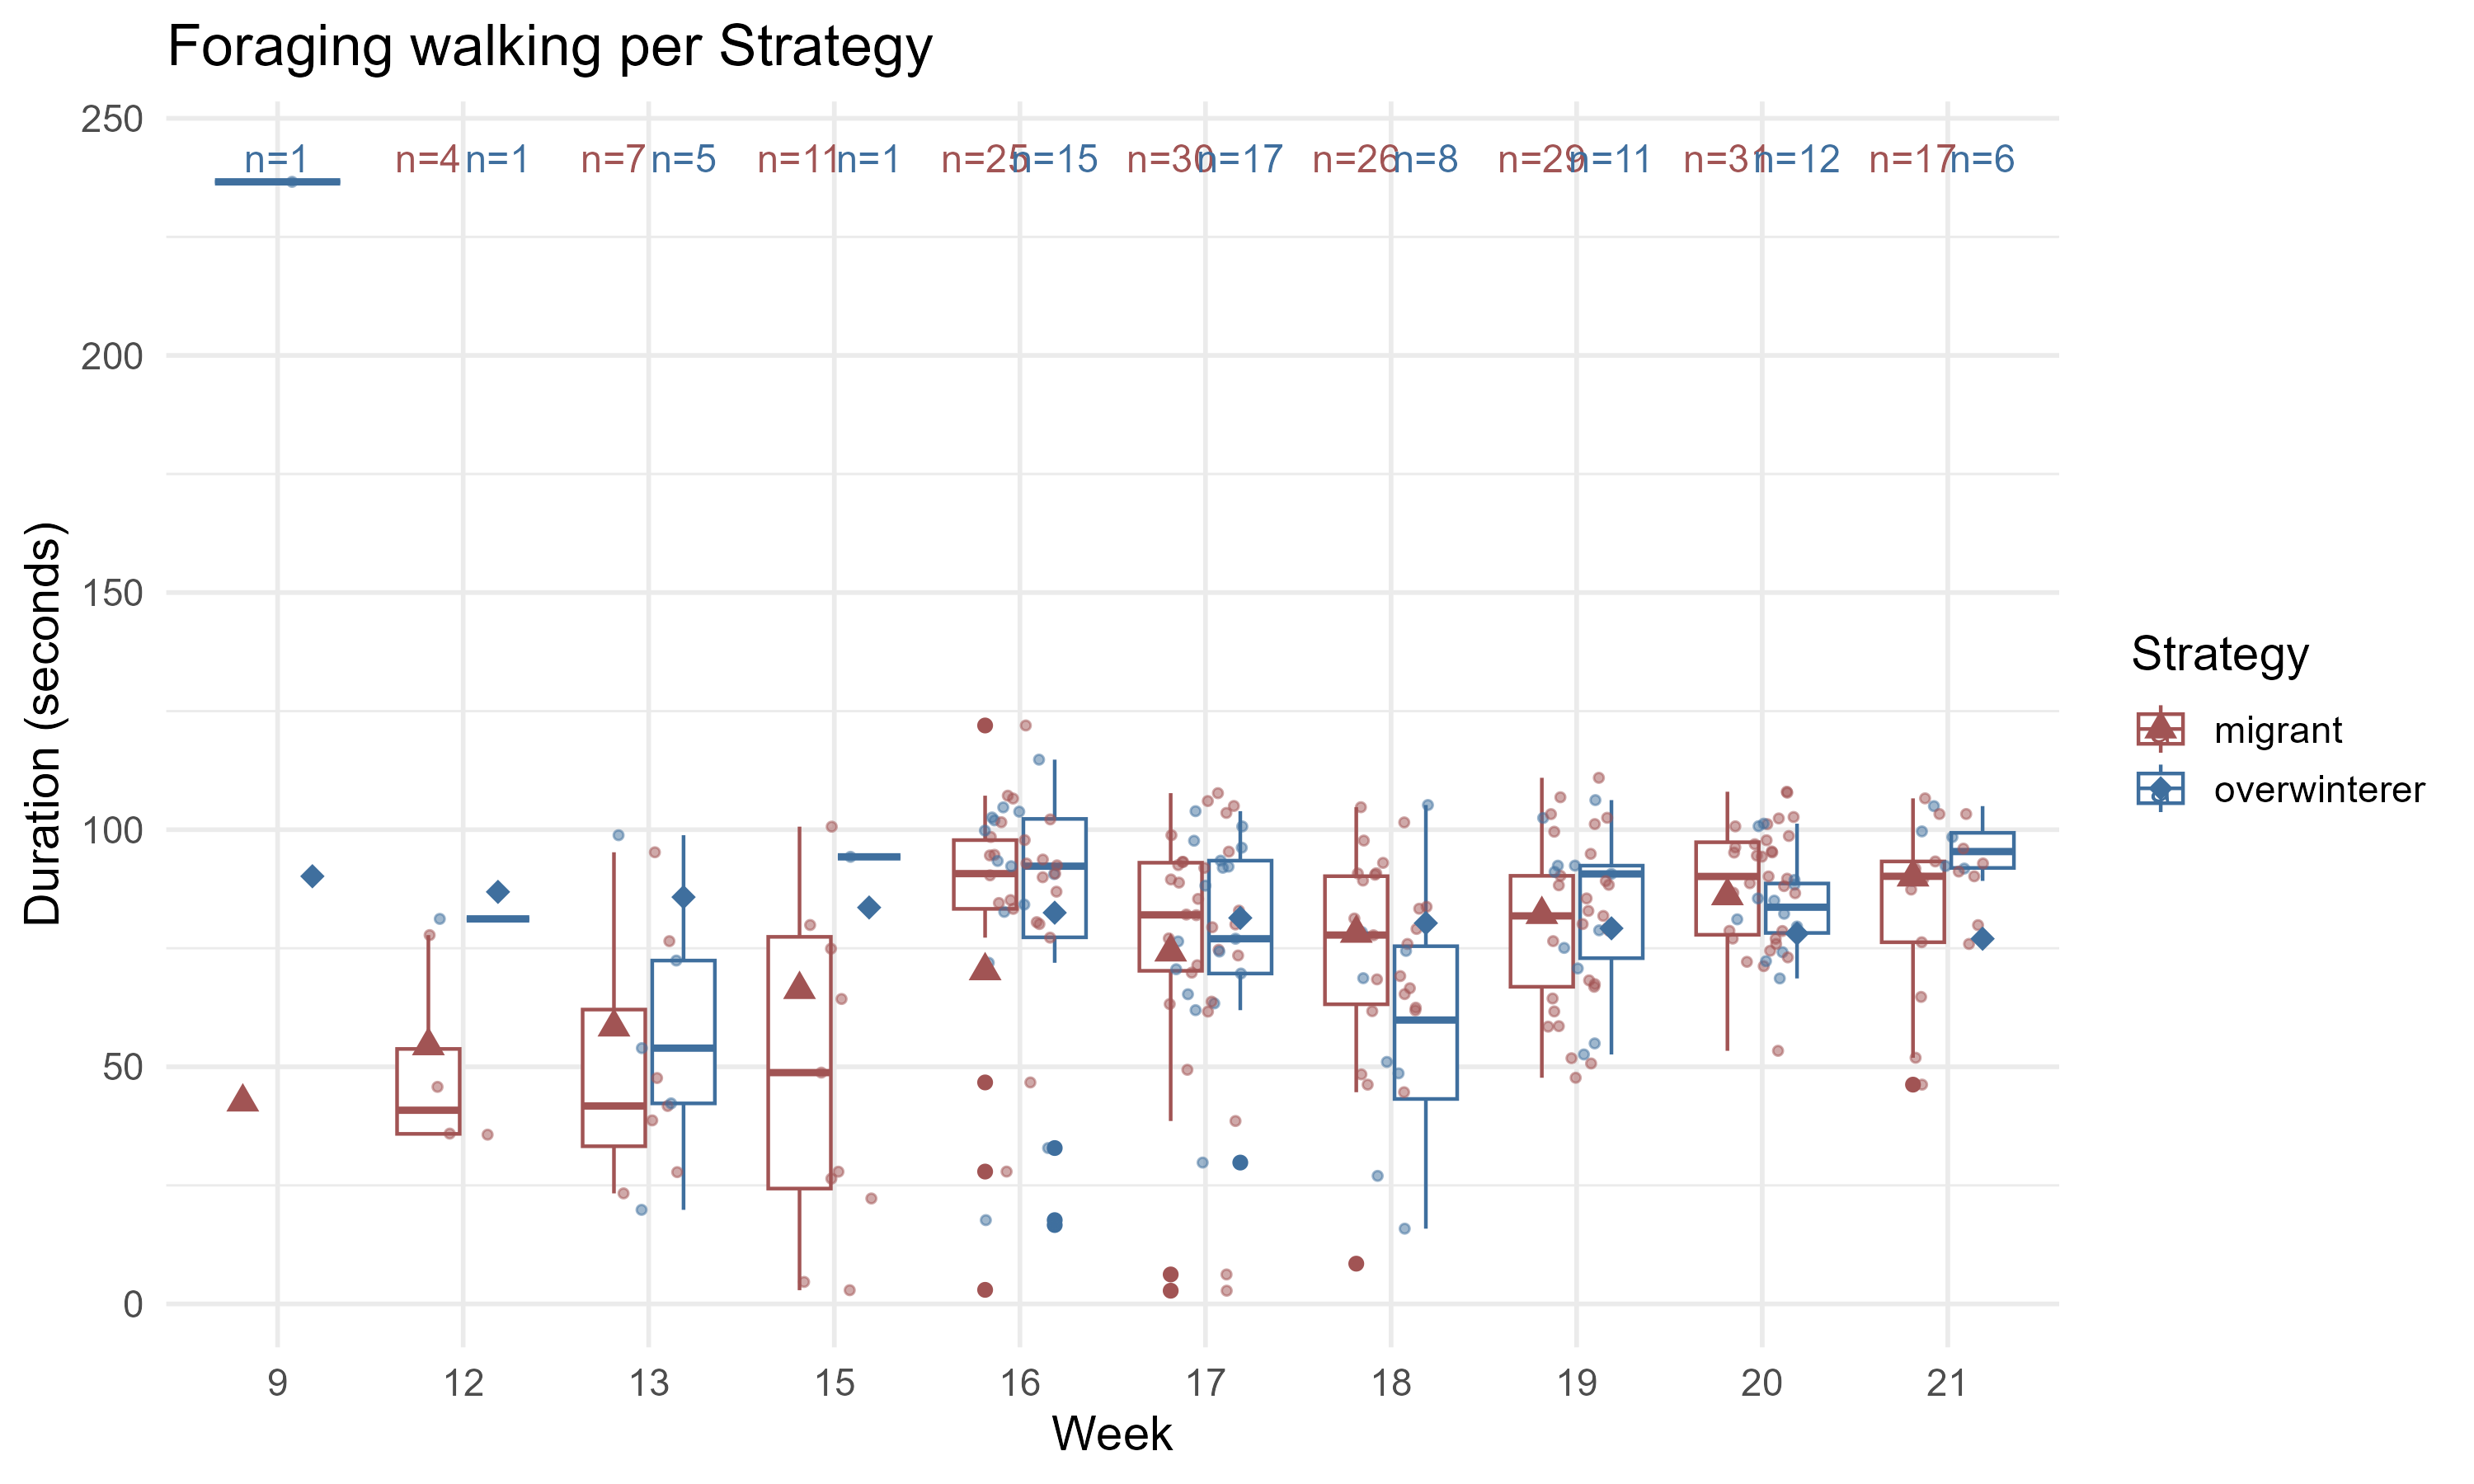 Foraging walking per Strategy
250
n=1 n=4 n=1 n=7 n=5 n=11 n=1 n=25 n=15 n=30 n=17 n=26 n=8 n=29 n=11 n=31 n=12 n=17 n=6
200
150
100
50
0
Duration (seconds)
9 12 13 15 16 17 18 19 20 21
Week
Strategy
migrant
overwinterer